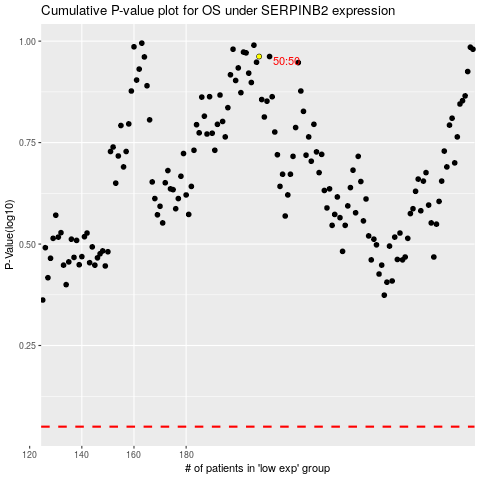 Cumulative P-value plot for OS under SERPINB2 expression
P-Value(log10)
1.00
0.75
0.50
0.25
50:50
120 140 160 180
# of patients in 'low exp' group